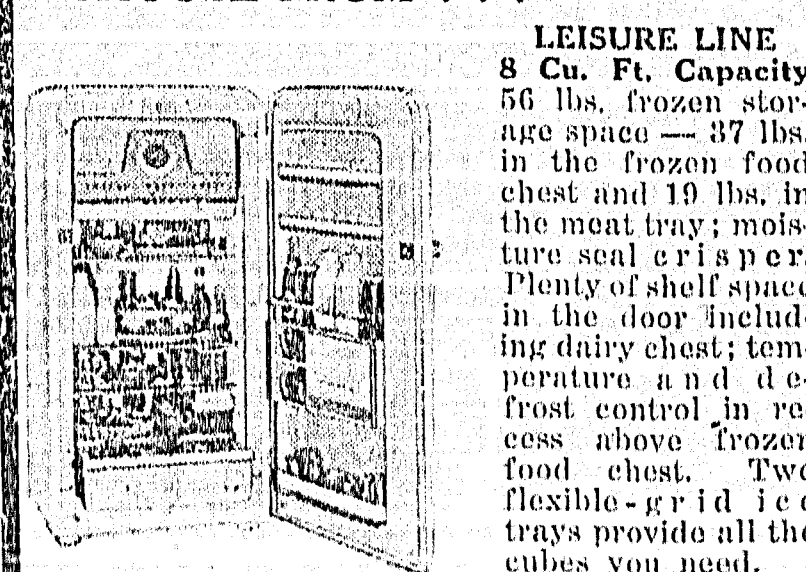 LEISURE LINE
8 Cu. Ft. Capacity
56 lbs. frozen stor-
age space — 37 lbs.
in the frozen food
chest and 19 lbs. in
the meat tray; mois-
ture seal crisper.
Plenty of shelf space
in the door includ-
ing dairy chest; tem-
perature and de-
frost control in re-
cess above frozen
food chest. Two
flexible-grid ice
trays provide all the
cubes you need.